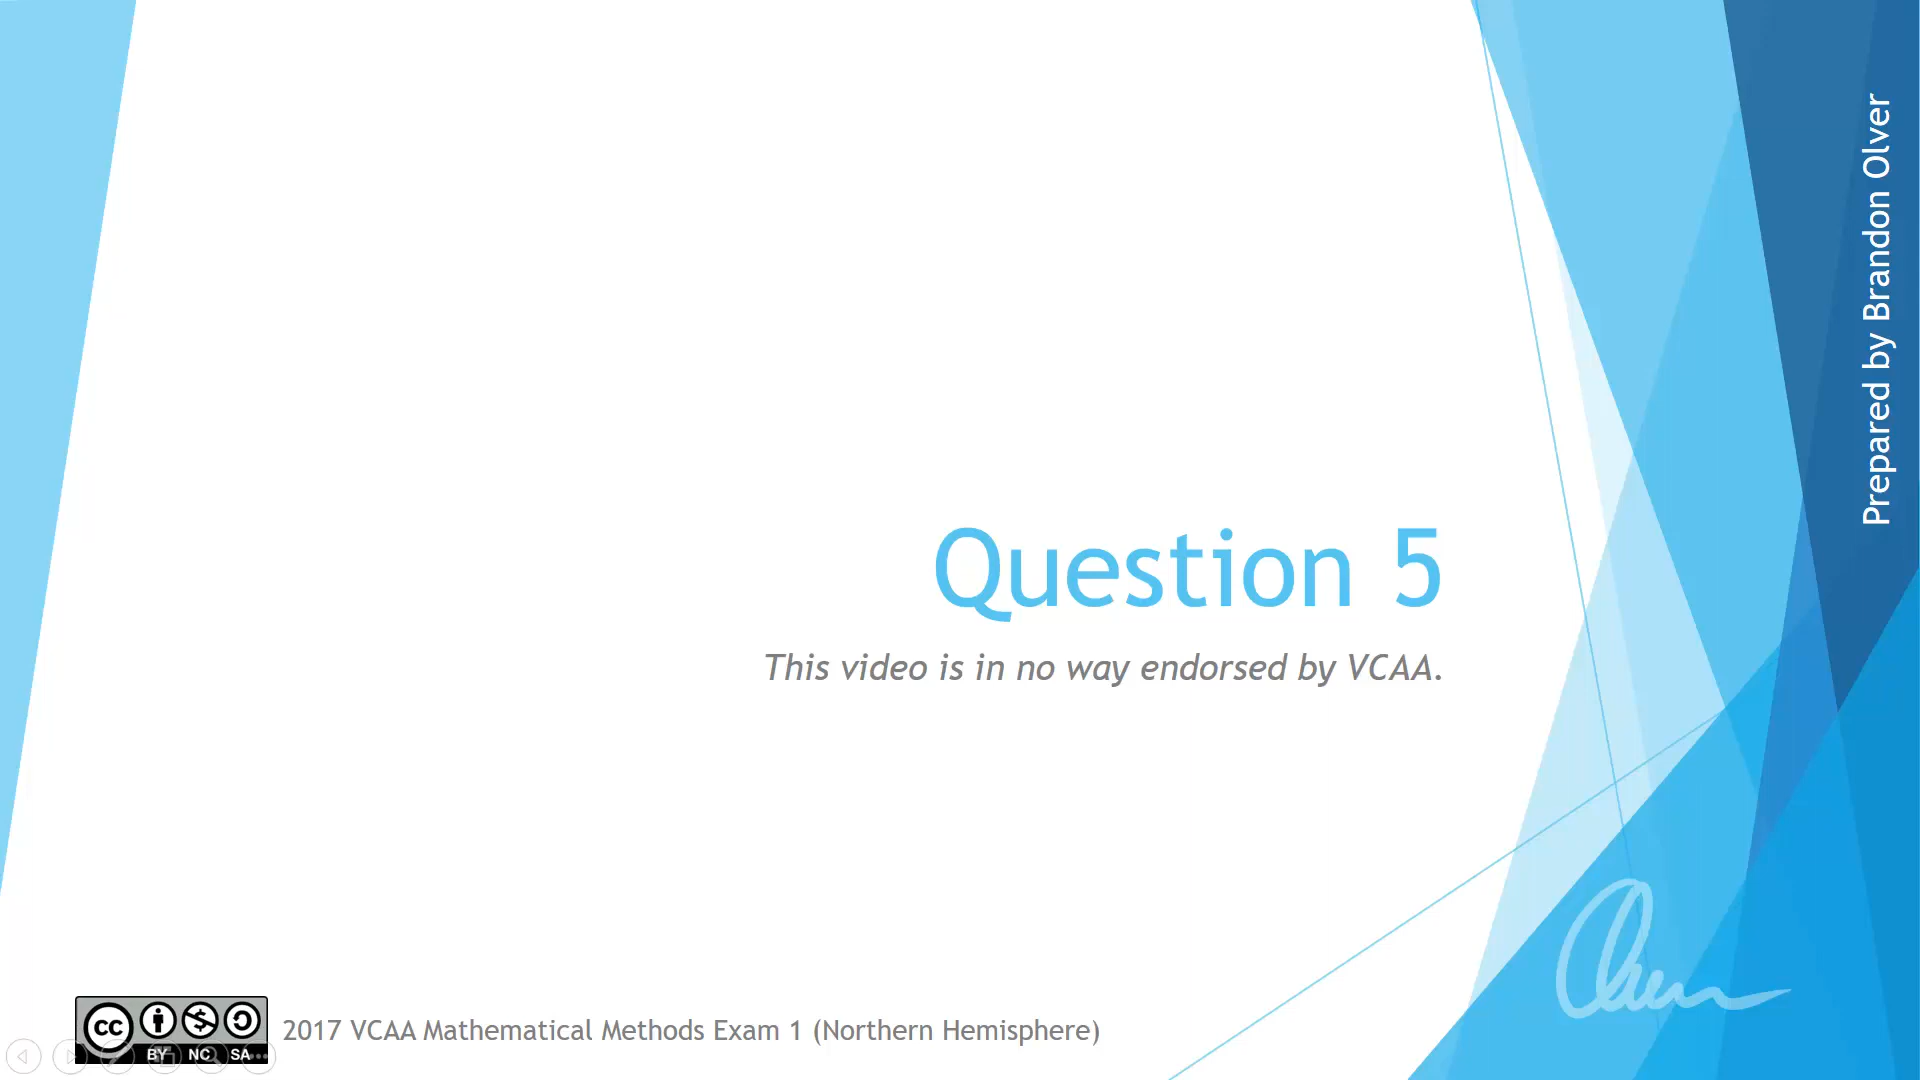 Prepared by Brandon Olver
Question 5
This video is in no way endorsed by VCAA.
cc
BY NC SA
2017 VCAA Mathematical Methods Exam 1 (Northern Hemisphere)